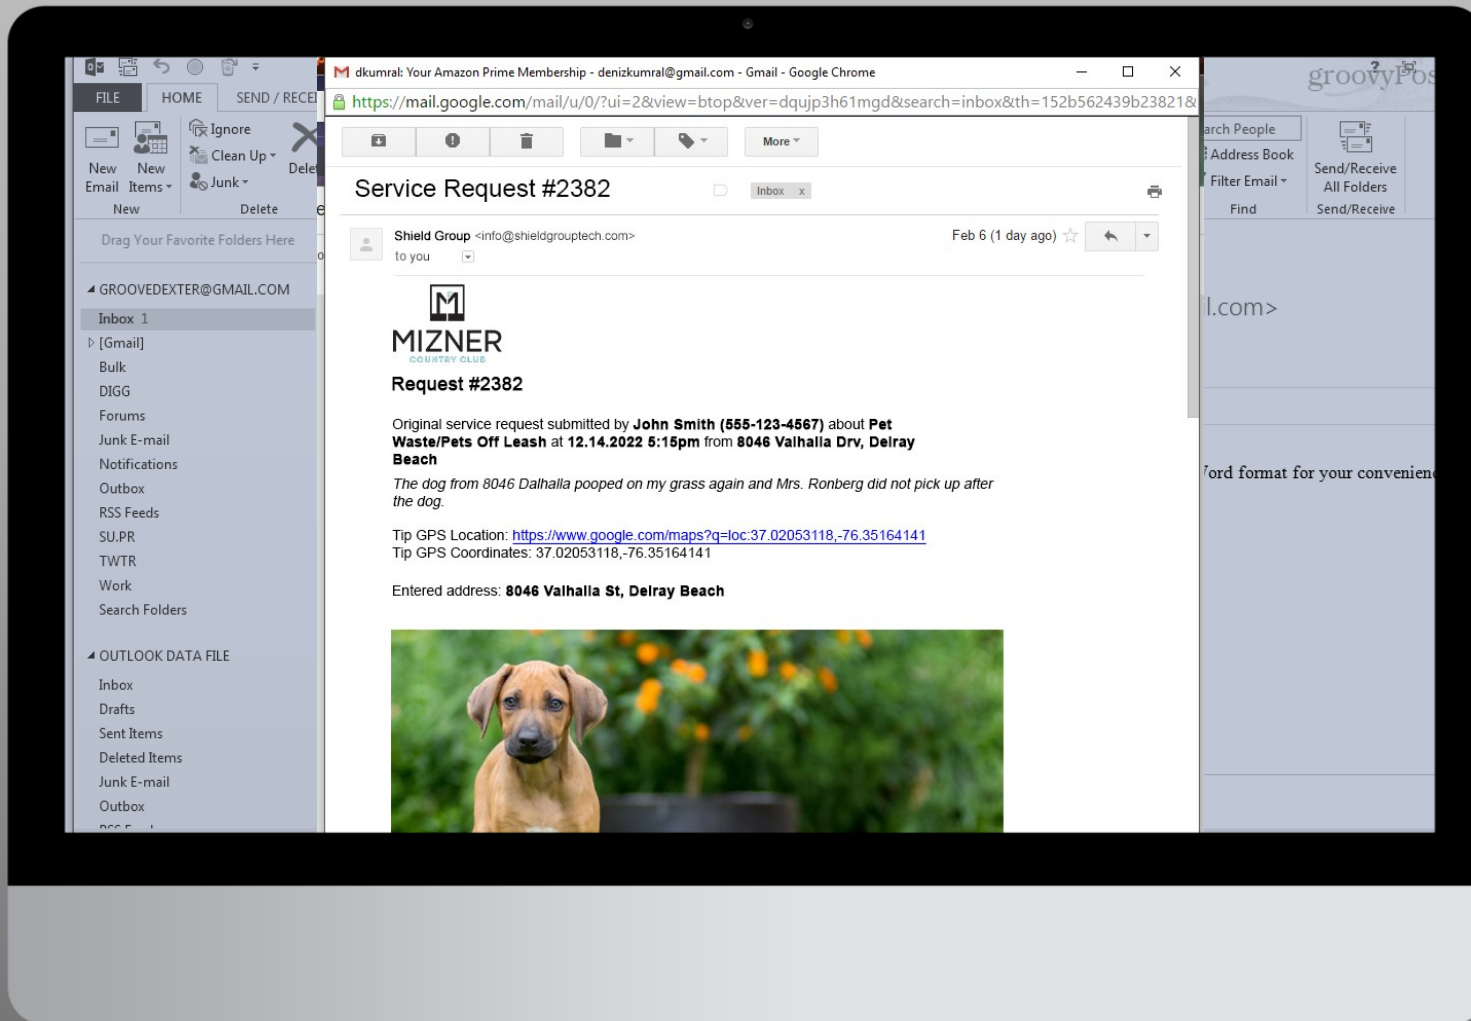 dkumral: Your Amazon Prime Membership - denizkumral@gmail.com - Gmail - Google Chrome
https://mail.google.com/mail/u/0/?ui=2&view=btop&ver=dqujp3h61mgd&search=inbox&th=152b562439b23821&
groovyPos
?
FILE HOME SEND / RECEI
New Email
New Items
Ignore
Clean Up
Junk
Delet
New
Delete
arch People
Address Book
Filter Email
Find
Send/Receive All Folders
Send/Receive
Drag Your Favorite Folders Here
GROOVEDEXTER@GMAIL.COM
Inbox 1
[Gmail]
Bulk
DIGG
Forums
Junk E-mail
Notifications
Outbox
RSS Feeds
SU.PR
TWTR
Work
Search Folders
OUTLOOK DATA FILE
Inbox
Drafts
Sent Items
Deleted Items
Junk E-mail
Outbox
More
Service Request #2382
Inbox x
Shield Group <info@shieldgrouptech.com>
Feb 6 (1 day ago)
to you
MIZNER
COUNTRY CLUB
Request #2382
Original service request submitted by John Smith (555-123-4567) about Pet
Waste/Pets Off Leash at 12.14.2022 5:15pm from 8046 Valhalla Drv, Delray
Beach
The dog from 8046 Dalhalla pooped on my grass again and Mrs. Ronberg did not pick up after
the dog.
Tip GPS Location: https://www.google.com/maps?q=loc:37.02053118,-76.35164141
Tip GPS Coordinates: 37.02053118,-76.35164141
Entered address: 8046 Valhalla St, Delray Beach
l.com>
ord format for your convenien